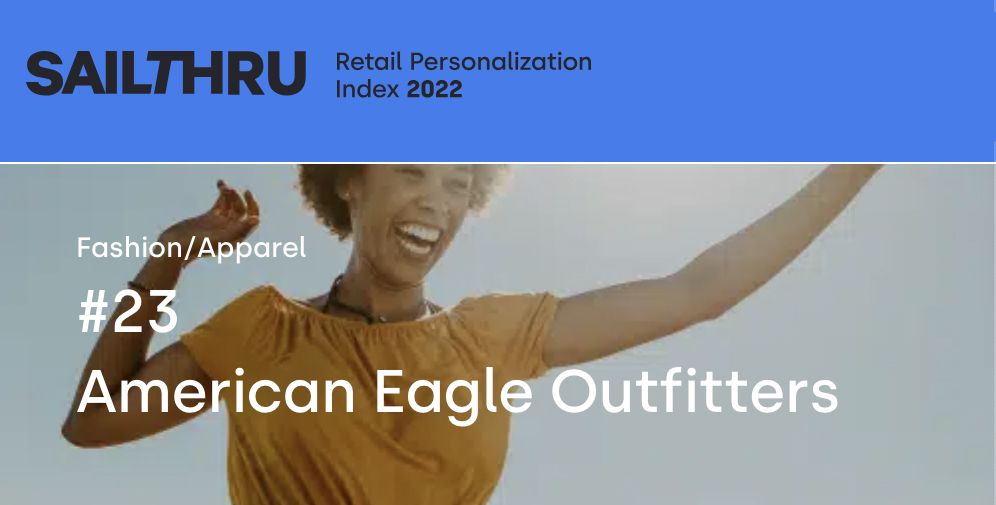 SAILTHRU
Retail Personalization
Index 2022
Fashion/Apparel
#23
American Eagle Outfitters